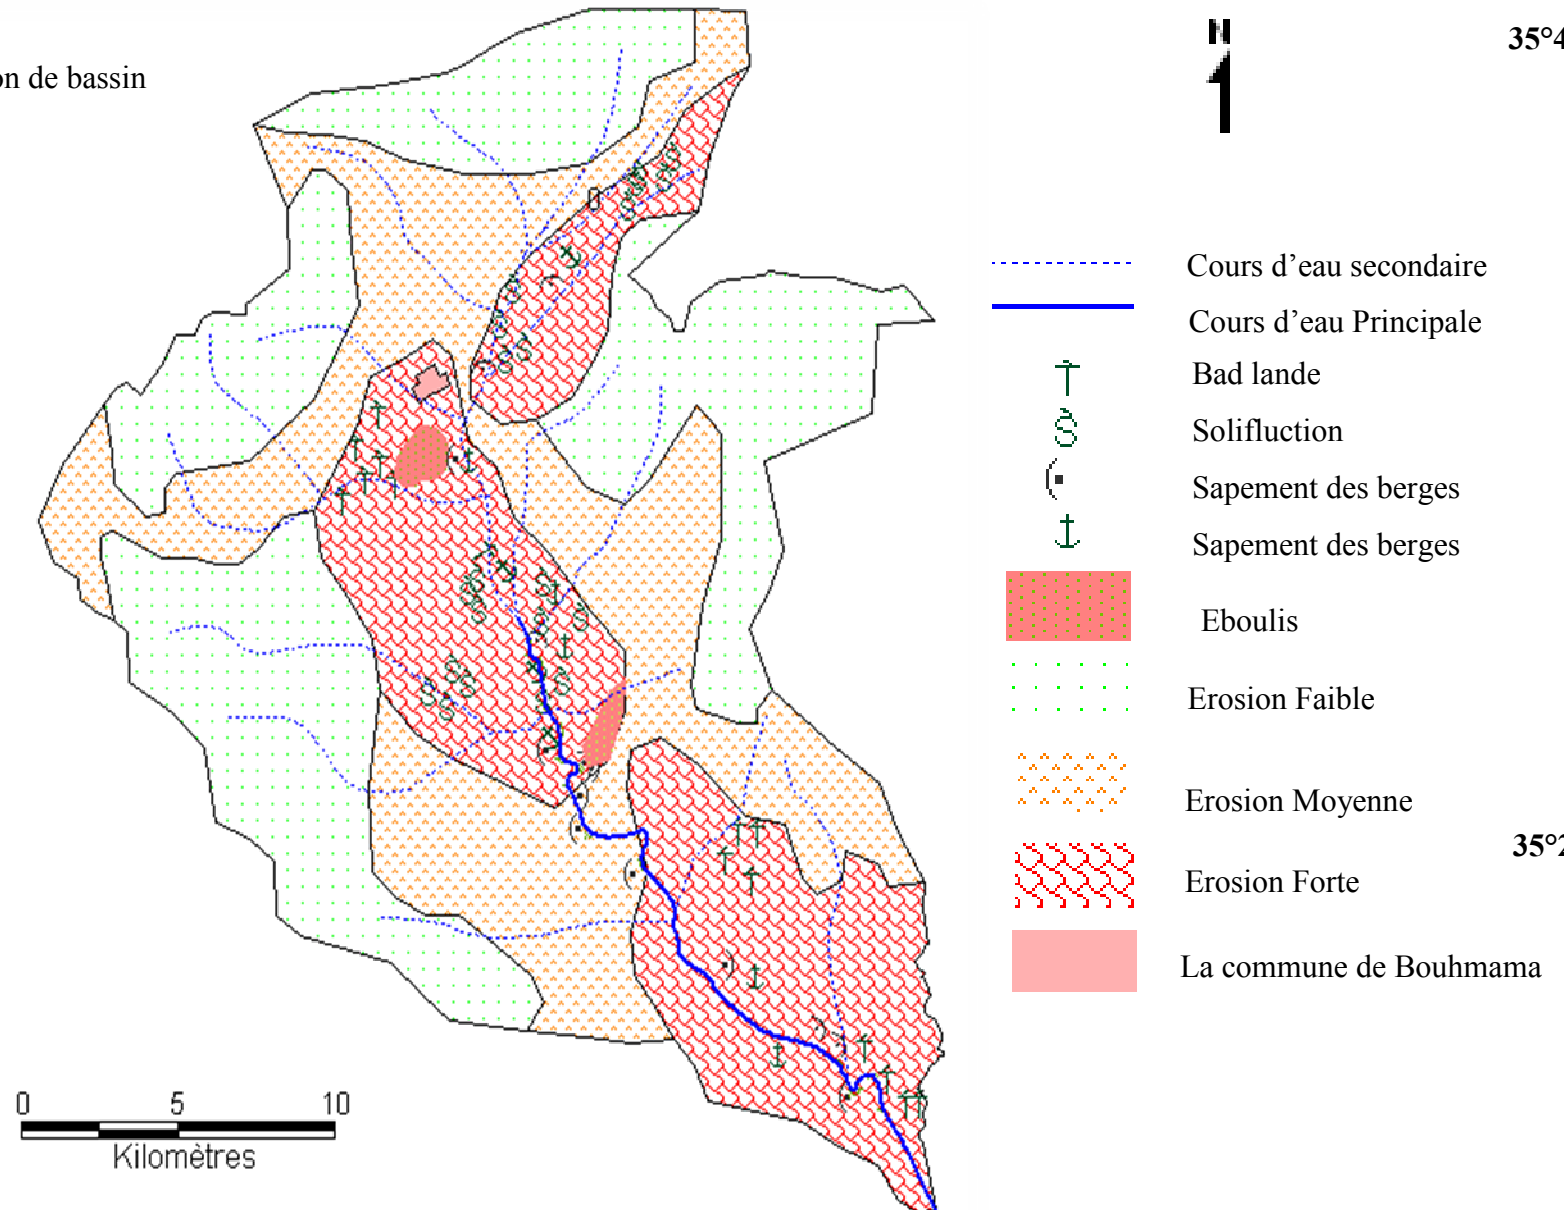 N
35°4
on de bassin
Cours d’eau secondaire
Cours d’eau Principale
Bad lande
Solifluction
Sapement des berges
Sapement des berges
Eboulis
Erosion Faible
Erosion Moyenne
35°2
Erosion Forte
La commune de Bouhmama
0 5 10
Kilomètres